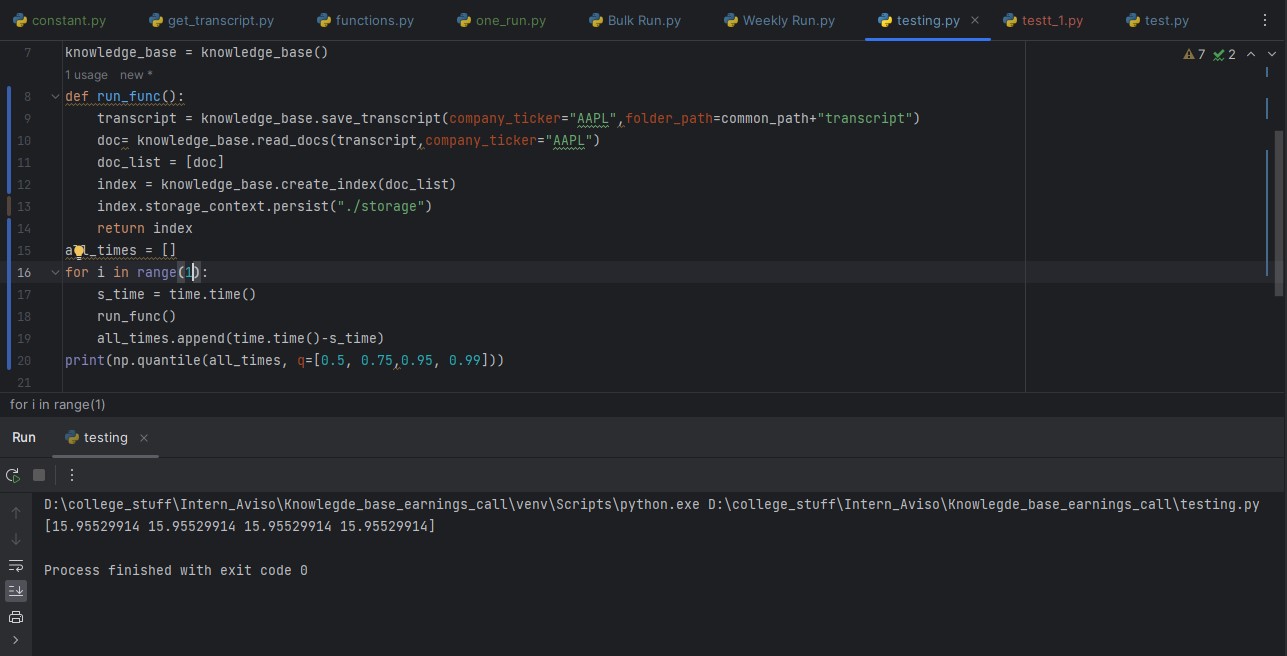 constant.py get_transcript.py functions.py one_run.py Bulk Run.py Weekly Run.py testing.py testt_1.py test.py
7 knowledge_base = knowledge_base()
1 usage new *
8 def run_func():
9 transcript = knowledge_base.save_transcript(company_ticker="AAPL",folder_path=common_path+"transcript")
10 doc= knowledge_base.read_docs(transcript,company_ticker="AAPL")
11 doc_list = [doc]
12 index = knowledge_base.create_index(doc_list)
13 index.storage_context.persist("./storage")
14 return index
15 all_times = []
16 for i in range(1):
17 s_time = time.time()
18 run_func()
19 all_times.append(time.time()-s_time)
20 print(np.quantile(all_times, q=[0.5, 0.75,0.95, 0.99]))
21
7 2
for i in range(1)
Run testing
D:\college_stuff\Intern_Aviso\Knowlegde_base_earnings_call\venv\Scripts\python.exe D:\college_stuff\Intern_Aviso\Knowlegde_base_earnings_call\testing.py
[15.95529914 15.95529914 15.95529914 15.95529914]
Process finished with exit code 0